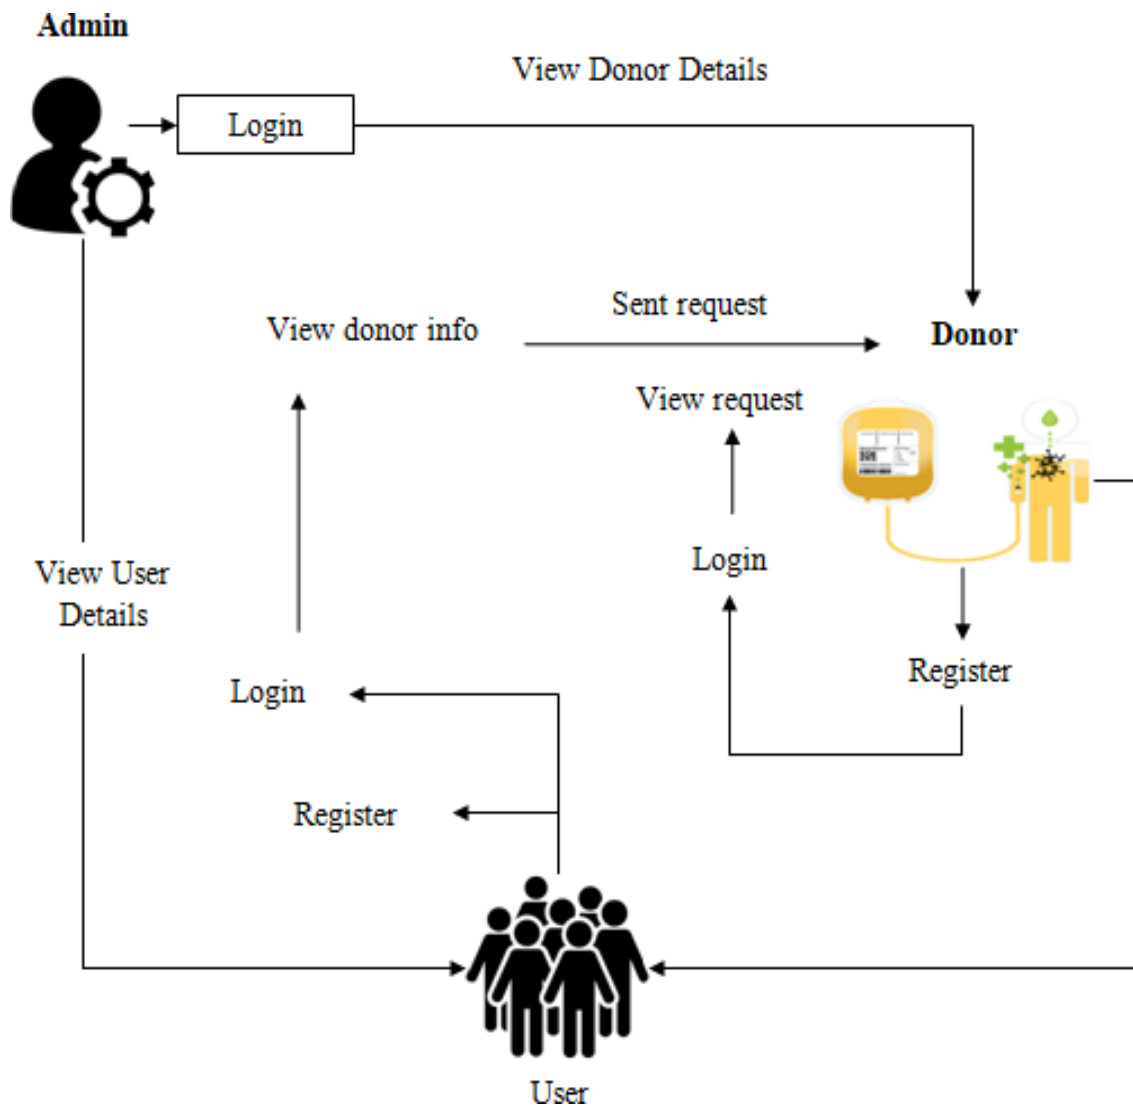 Admin
View Donor Details
Login
Sent request
View donor info
Donor
View request
Login
View User
Details
Register
Login
Register
User